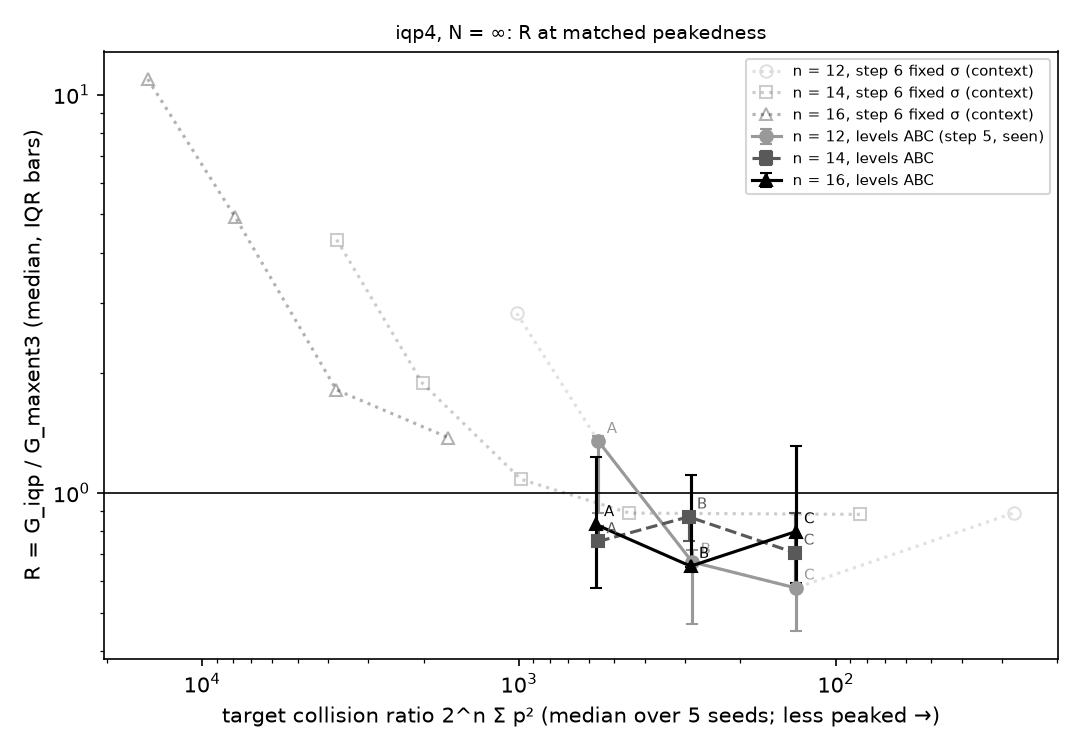 iqp4, N = ∞: R at matched peakedness
n = 12, step 6 fixed σ (context)
n = 14, step 6 fixed σ (context)
n = 16, step 6 fixed σ (context)
n = 12, levels ABC (step 5, seen)
n = 14, levels ABC
n = 16, levels ABC
R = G_iqp / G_maxent3 (median, IQR bars)
10¹
10⁰
A
A
A
B
B
B
C
C
C
10⁴
10³
10²
target collision ratio 2^n Σ p² (median over 5 seeds; less peaked →)